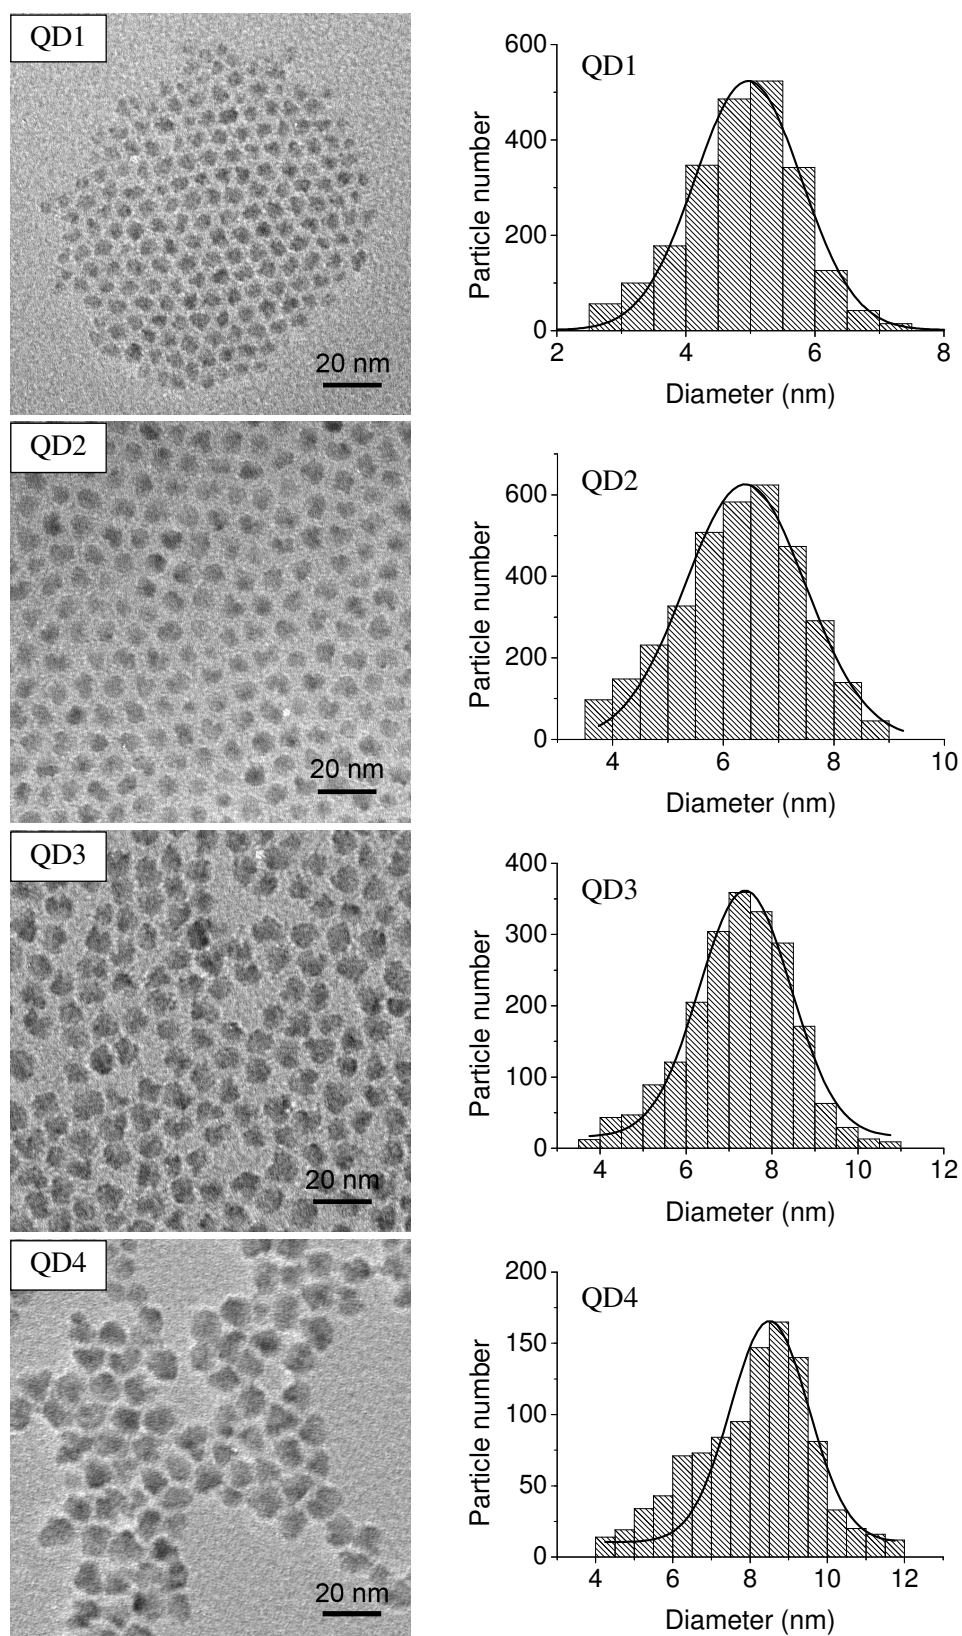 QD1
20 nm
QD1
600
400
200
0
2 4 6 8
Particle number
Diameter (nm)
QD2
20 nm
QD2
600
400
200
0
4 6 8 10
Particle number
Diameter (nm)
QD3
20 nm
QD3
400
300
200
100
0
4 6 8 10 12
Particle number
Diameter (nm)
QD4
20 nm
QD4
200
150
100
50
0
4 6 8 10 12
Particle number
Diameter (nm)